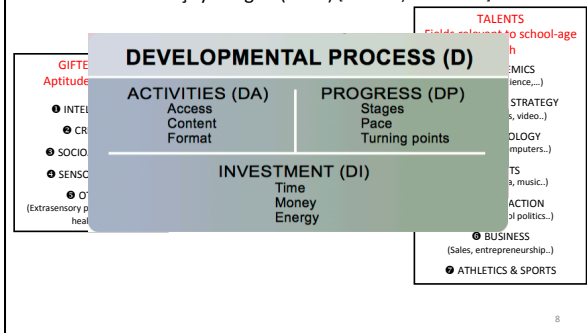 TALENTS
Fields relevant to school-age
GIFTE
Aptitude
❶ INTEL
❷ CR
❸ SOCIO
❹ SENSO
❺ OT
(Extrasensory p
heal
DEVELOPMENTAL PROCESS (D)
ACTIVITIES (DA)
Access
Content
Format
PROGRESS (DP)
Stages
Pace
Turning points
INVESTMENT (DI)
Time
Money
Energy
EMICS
ience,...)
STRATEGY
s, video..)
OLOGY
mputers..)
TS
a, music..)
ACTION
ol politics..)
❻ BUSINESS
(Sales, entrepreneurship..)
❼ ATHLETICS & SPORTS
8